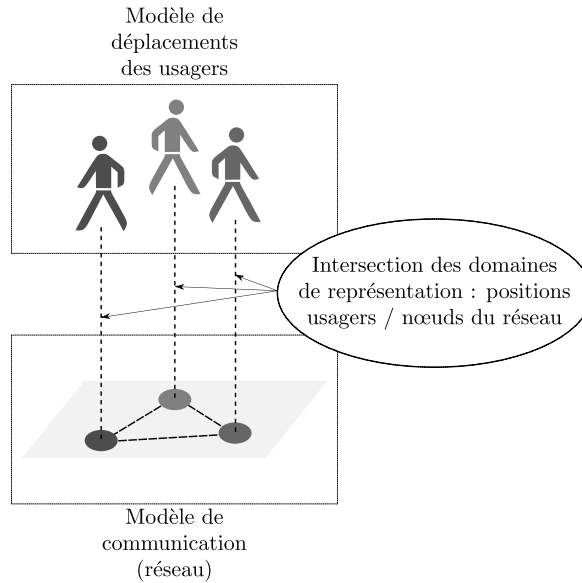 Modèle de
déplacements
des usagers
Intersection des domaines
de représentation : positions
usagers / nœuds du réseau
Modèle de
communication
(réseau)